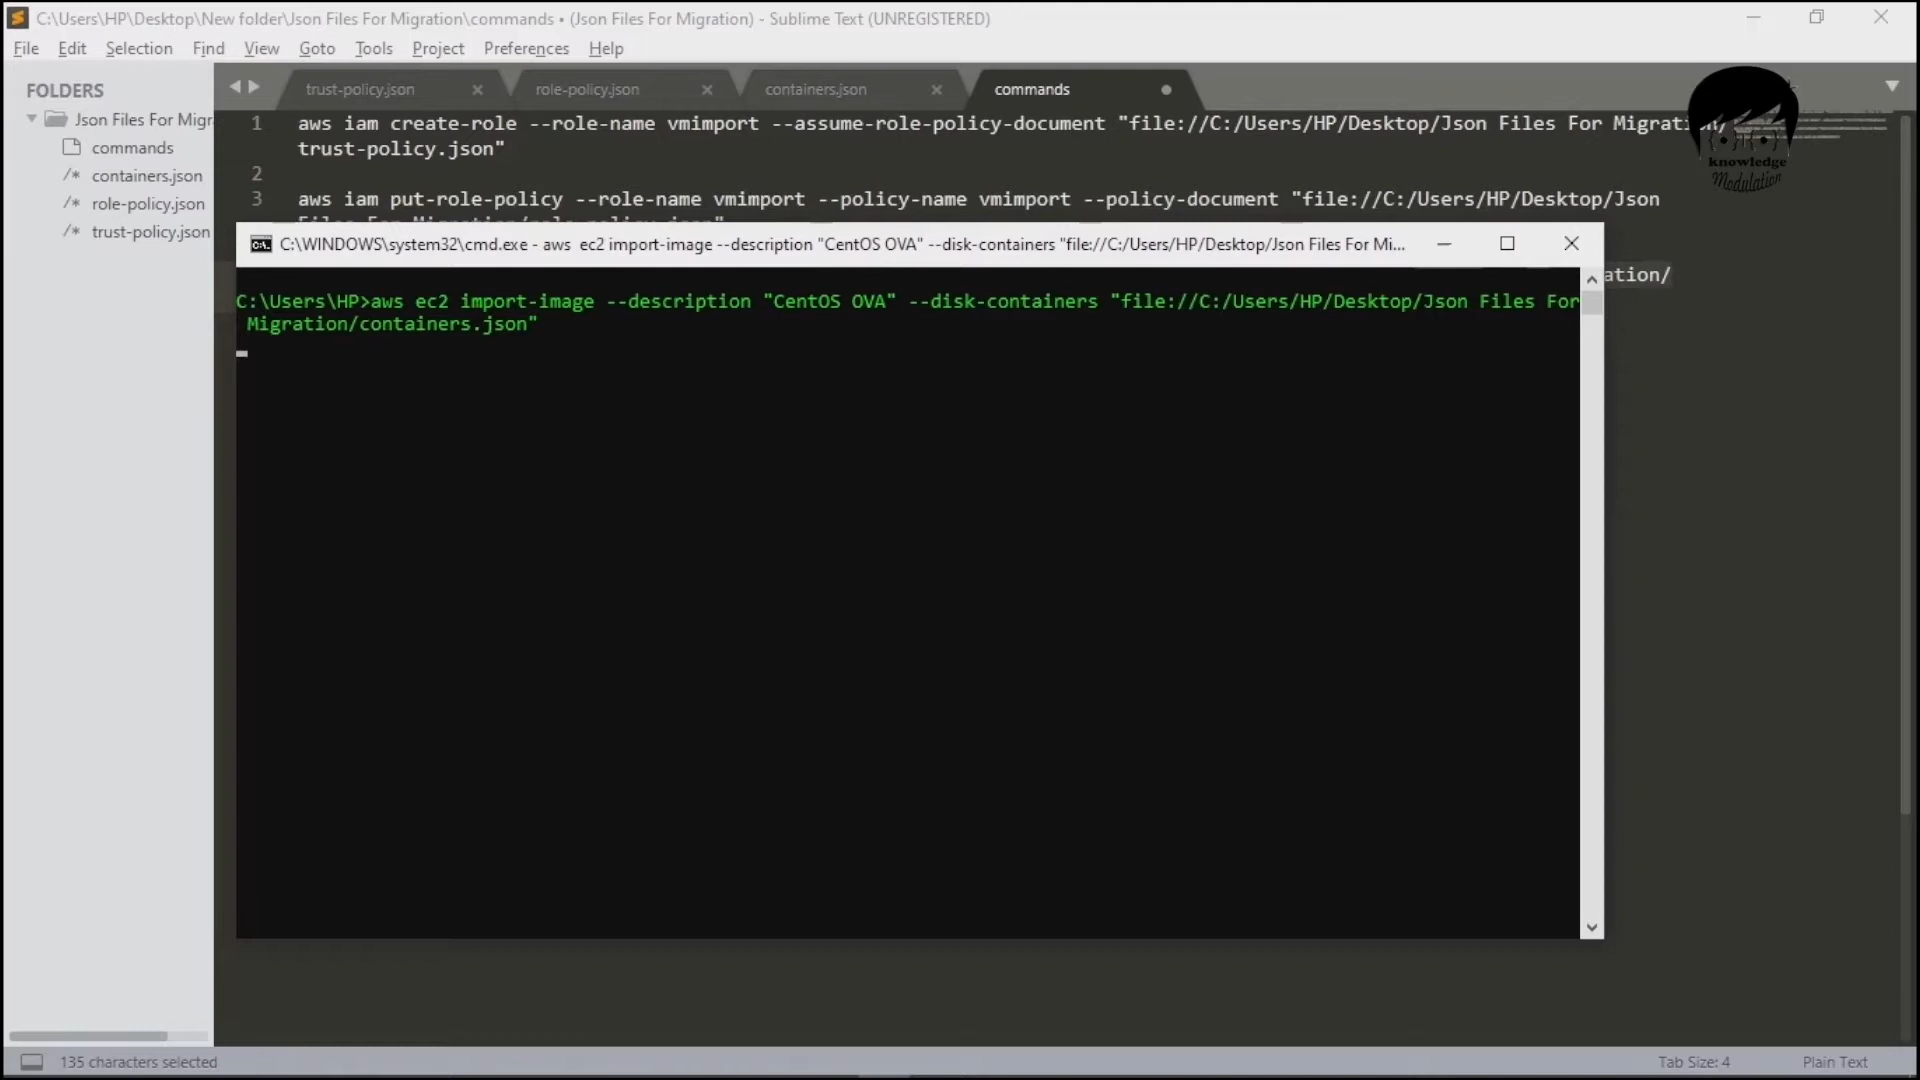 C:\Users\HP\Desktop\New folder\Json Files For Migration\commands • (Json Files For Migration) - Sublime Text (UNREGISTERED)
File Edit Selection Find View Goto Tools Project Preferences Help
FOLDERS
Json Files For Migr
commands
/* containers.json
/* role-policy.json
/* trust-policy.json
trust-policy.json
role-policy.json
containers.json
commands
1 aws iam create-role --role-name vmimport --assume-role-policy-document "file://C:/Users/HP/Desktop/Json Files For Migration/
trust-policy.json"
2
3 aws iam put-role-policy --role-name vmimport --policy-name vmimport --policy-document "file://C:/Users/HP/Desktop/Json
Files For Migration/role-policy.json"
ation/
knowledge
Modulation
C:\WINDOWS\system32\cmd.exe - aws ec2 import-image --description "CentOS OVA" --disk-containers "file://C:/Users/HP/Desktop/Json Files For Mi...
C:\Users\HP>aws ec2 import-image --description "CentOS OVA" --disk-containers "file://C:/Users/HP/Desktop/Json Files For
Migration/containers.json"
135 characters selected
Tab Size: 4
Plain Text